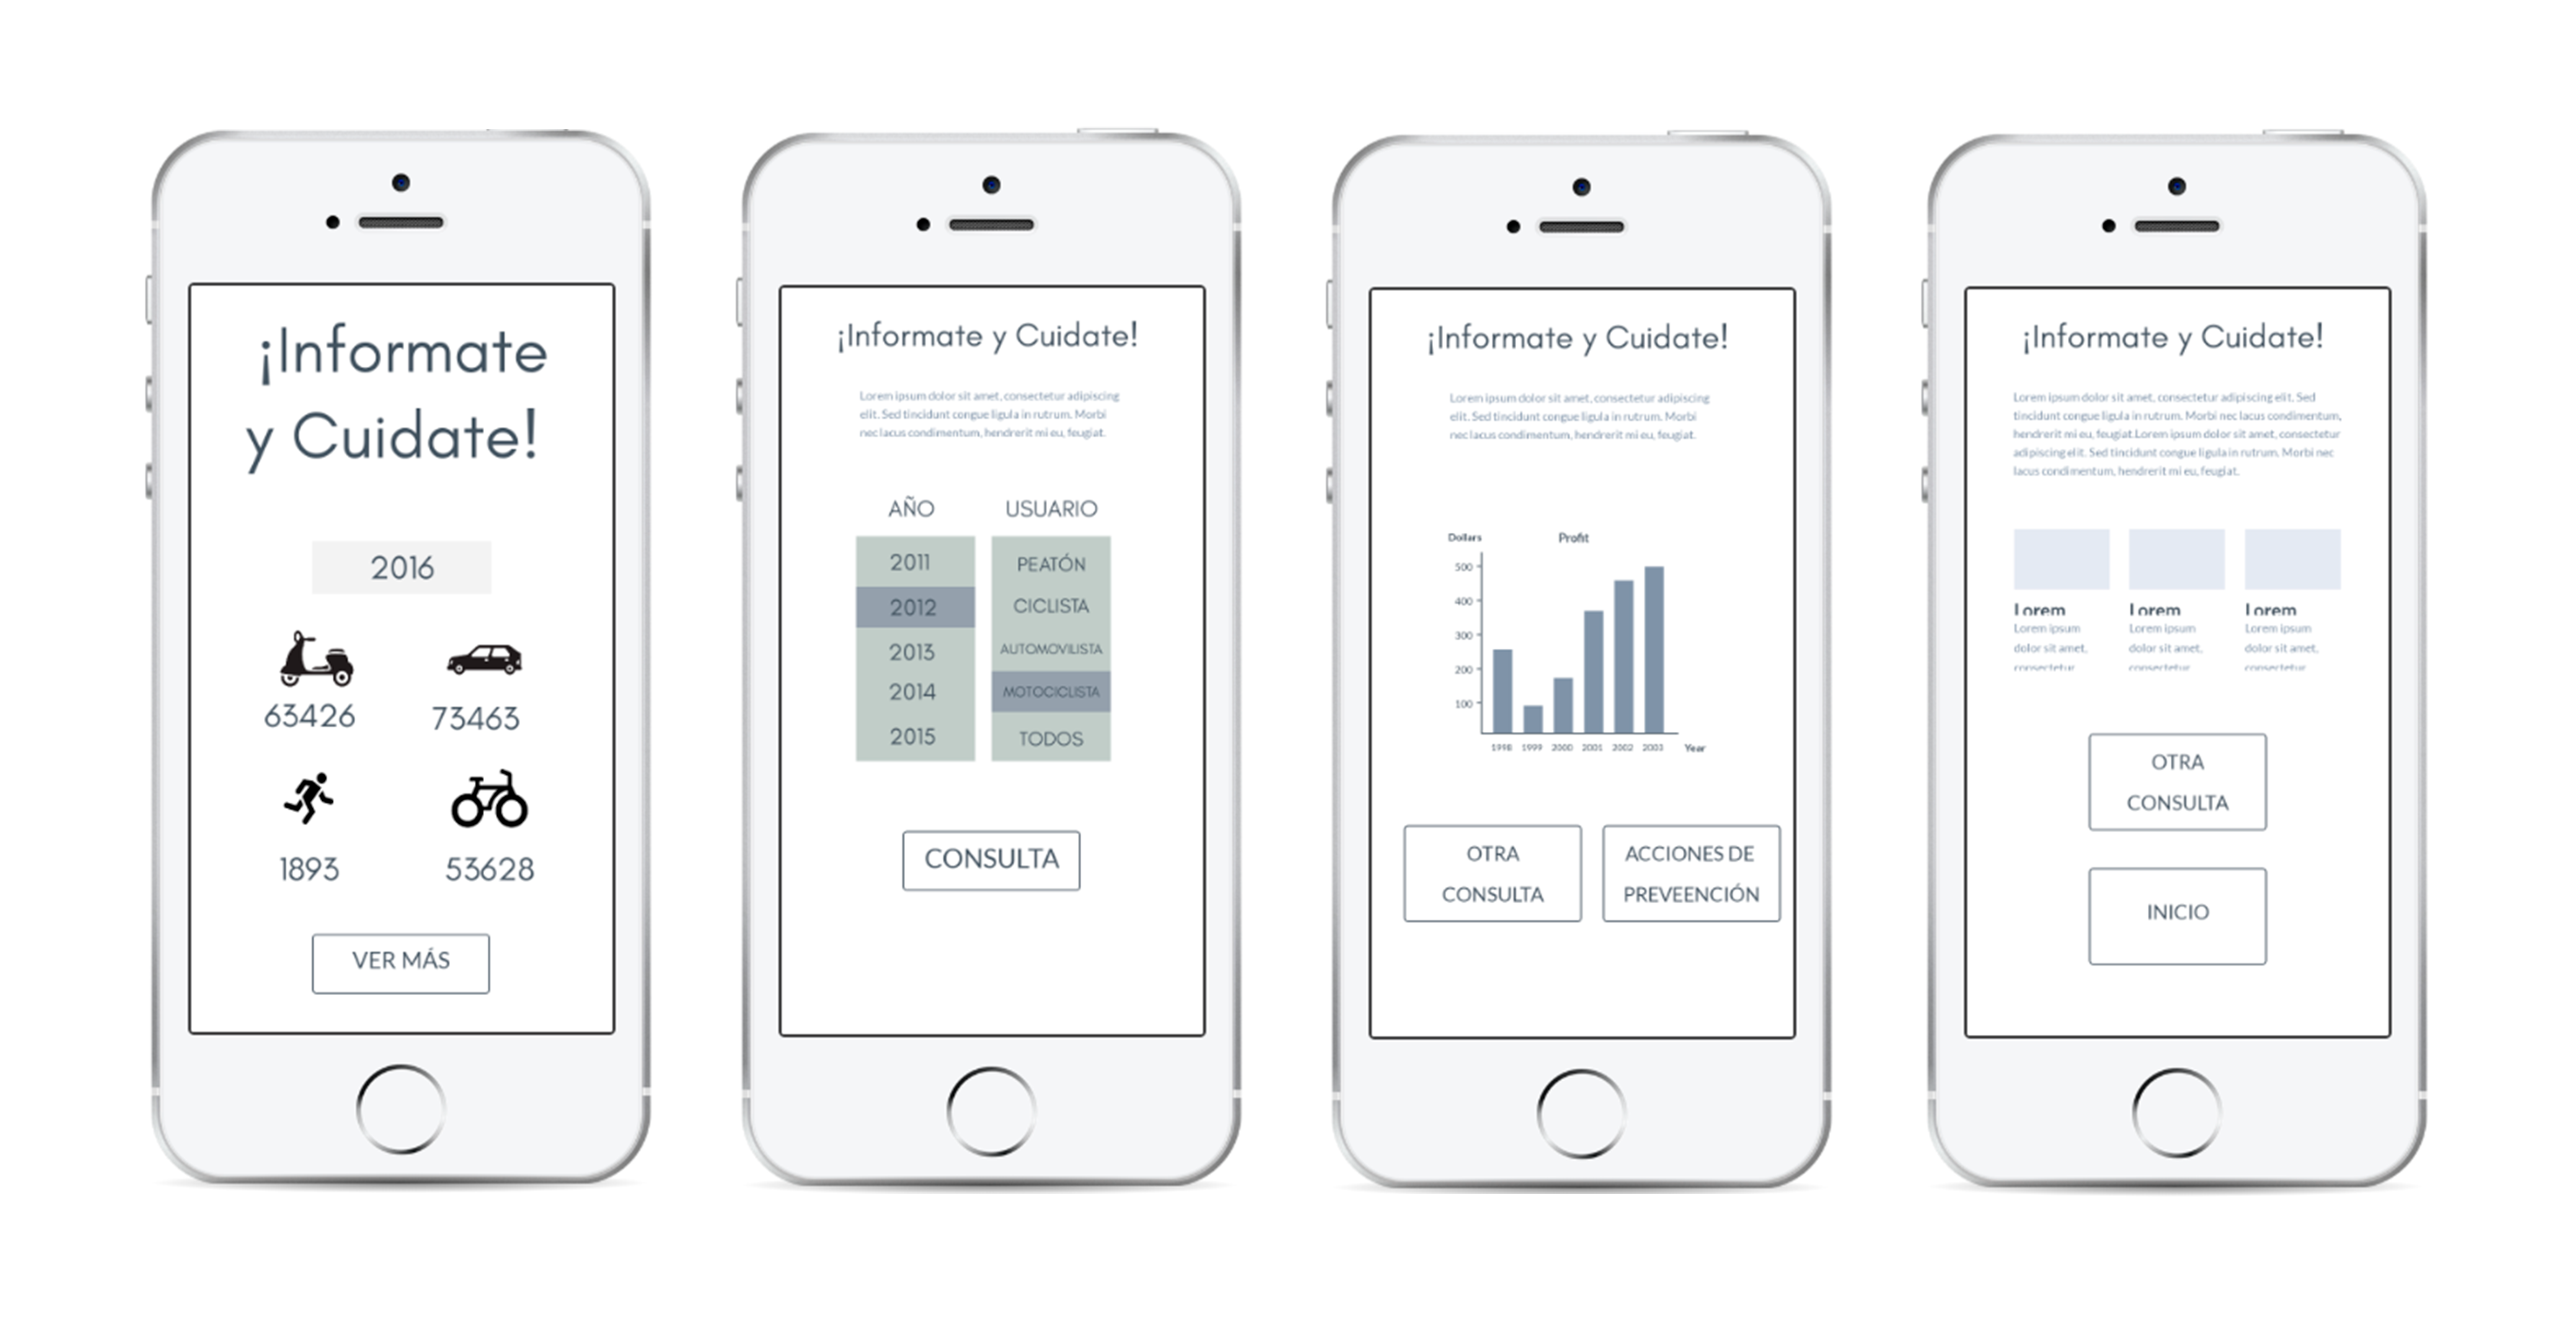 ¡Informate
y Cuidate!
2016
63426
73463
1893
53628
VER MÁS
¡Informate y Cuidate!
Lorem ipsum dolor sit amet, consectetur adipiscing
elit. Sed tincidunt congue ligula in rutrum. Morbi
nec lacus condimentum, hendrerit mi eu, feugiat.
AÑO
2011
2012
2013
2014
2015
USUARIO
PEATÓN
CICLISTA
AUTOMOVILISTA
MOTOCICLISTA
TODOS
CONSULTA
¡Informate y Cuidate!
Lorem ipsum dolor sit amet, consectetur adipiscing
elit. Sed tincidunt congue ligula in rutrum. Morbi
nec lacus condimentum, hendrerit mi eu, feugiat.
Dollars
Profit
500
400
300
200
100
1998 1999 2000 2001 2002 2003
Year
OTRA
CONSULTA
ACCIONES DE
PREVEENCIÓN
¡Informate y Cuidate!
Lorem ipsum dolor sit amet, consectetur adipiscing elit. Sed
tincidunt congue ligula in rutrum. Morbi nec lacus condimentum,
hendrerit mi eu, feugiat.Lorem ipsum dolor sit amet, consectetur
adipiscing elit. Sed tincidunt congue ligula in rutrum. Morbi nec
lacus condimentum, hendrerit mi eu, feugiat.
Lorem
Lorem ipsum
dolor sit amet,
consectetur
Lorem
Lorem ipsum
dolor sit amet,
consectetur
Lorem
Lorem ipsum
dolor sit amet,
consectetur
OTRA
CONSULTA
INICIO